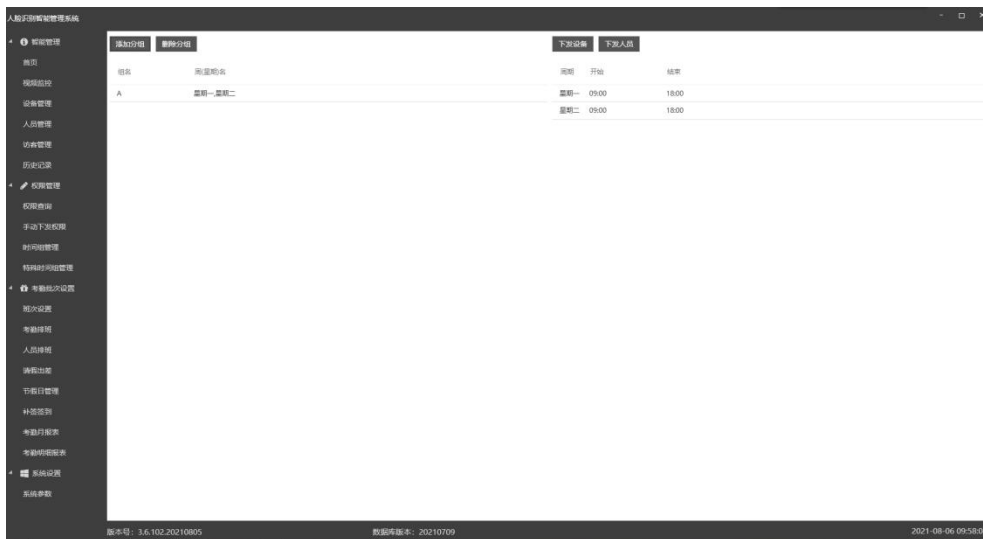 人脸识别智能管理系统
智能管理
首页
视频监控
设备管理
人员管理
访客管理
历史记录
权限管理
权限查询
手动下发权限
时间组管理
特殊时间组管理
考勤批次设置
班次设置
考勤排班
人员排班
请假出差
节假日管理
补签签到
考勤月报表
考勤明细报表
系统设置
系统参数
添加分组 删除分组
组名 周(星期)名
A 星期一,星期二
下发设备 下发人员
周期 开始 结束
星期一 09:00 18:00
星期二 09:00 18:00
版本号：3.6.102.20210805 数据库版本：20210709 2021-08-06 09:58:0